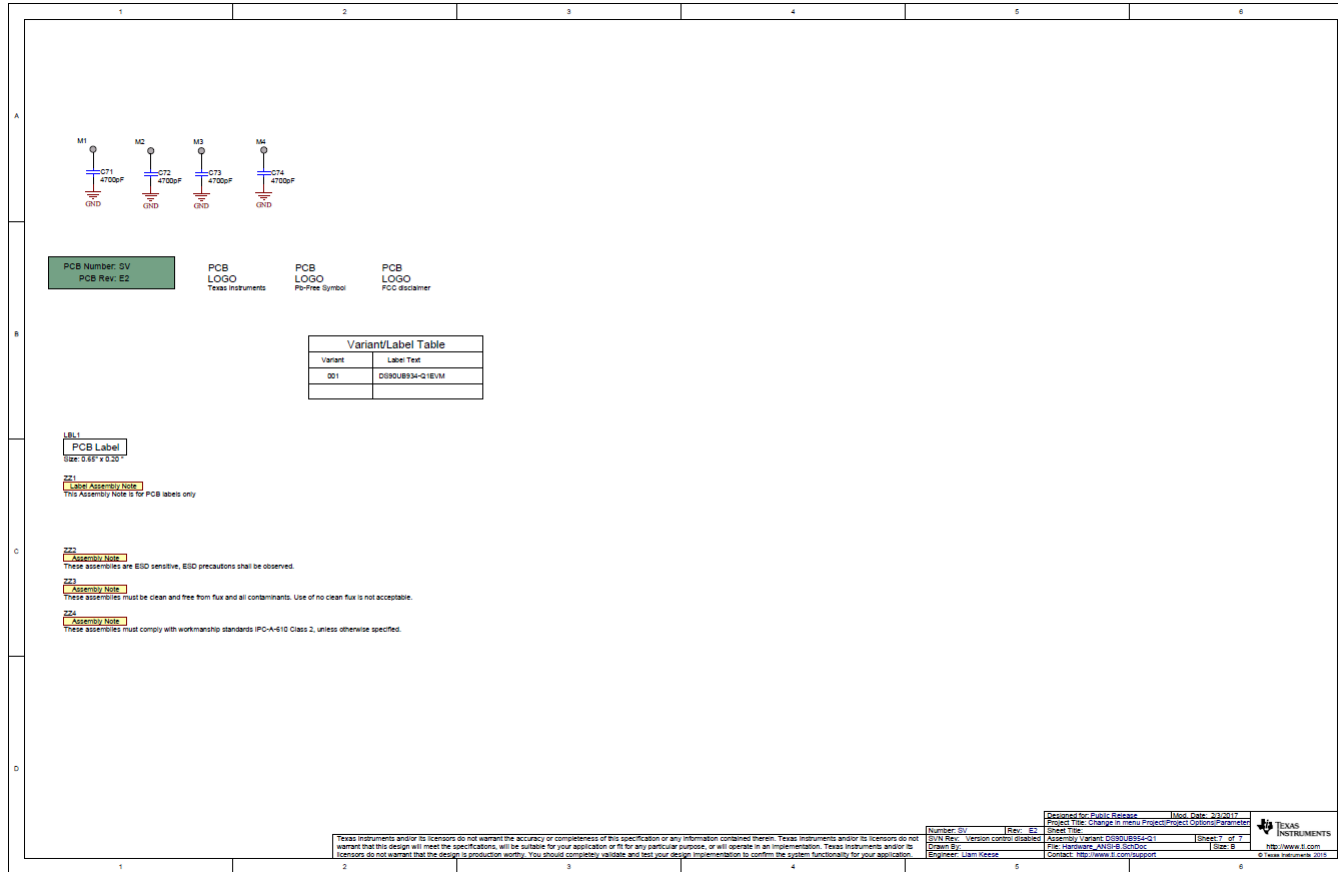 1 2 3 4 5 6
A
M1 M2 M3 M4
C71 C72 C73 C74
4700pF 4700pF 4700pF 4700pF
GND GND GND GND
PCB Number: SV
PCB Rev: E2
PCB LOGO
Texas Instruments
PCB LOGO
Pb-Free Symbol
PCB LOGO
FCC disclaimer
B
Variant/Label Table
Variant Label Text
001 DS90UB934-Q1EVM
LBL1
PCB Label
Size: 0.65" x 0.20 "
ZZ1
Label Assembly Note
This Assembly Note is for PCB labels only
C
ZZ2
Assembly Note
These assemblies are ESD sensitive, ESD precautions shall be observed.
ZZ3
Assembly Note
These assemblies must be clean and free from flux and all contaminants. Use of no clean flux is not acceptable.
ZZ4
Assembly Note
These assemblies must comply with workmanship standards IPC-A-610 Class 2, unless otherwise specified.
D
Texas Instruments and/or its licensors do not warrant the accuracy or completeness of this specification or any information contained therein. Texas Instruments and/or its licensors do not
warrant that this design will meet the specifications, will be suitable for your application or fit for any particular purpose, or will operate in an implementation. Texas Instruments and/or its
licensors do not warrant that the design is production worthy. You should completely validate and test your design implementation to confirm the system functionality for your application.
Number: SV Rev: E2
SVN Rev: Version control disabled
Drawn By:
Engineer: Liam Keese
Designed for: Public Release Mod. Date: 2/3/2017
Project Title: Change in menu Project|Project Options|Parameter
Sheet Title:
Assembly Variant: DS90UB954-Q1 Sheet: 7 of 7
File: Hardware_ANSI-B.SchDoc Size: B
Contact: http://www.ti.com/support
TEXAS INSTRUMENTS
http://www.ti.com
© Texas Instruments 2015
1 2 3 4 5 6